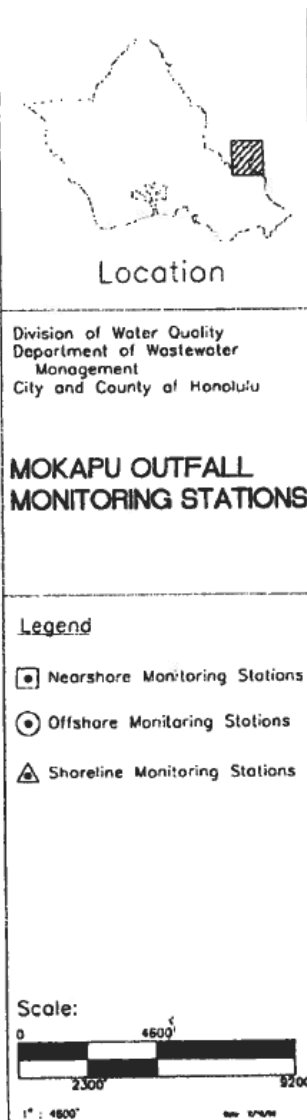 Location
Division of Water Quality
Department of Wastewater
Management
City and County of Honolulu
MOKAPU OUTFALL
MONITORING STATIONS
Legend
Nearshore Monitoring Stations
Offshore Monitoring Stations
Shoreline Monitoring Stations
Scale:
0 4600'
2300' 9200
1" : 4600'